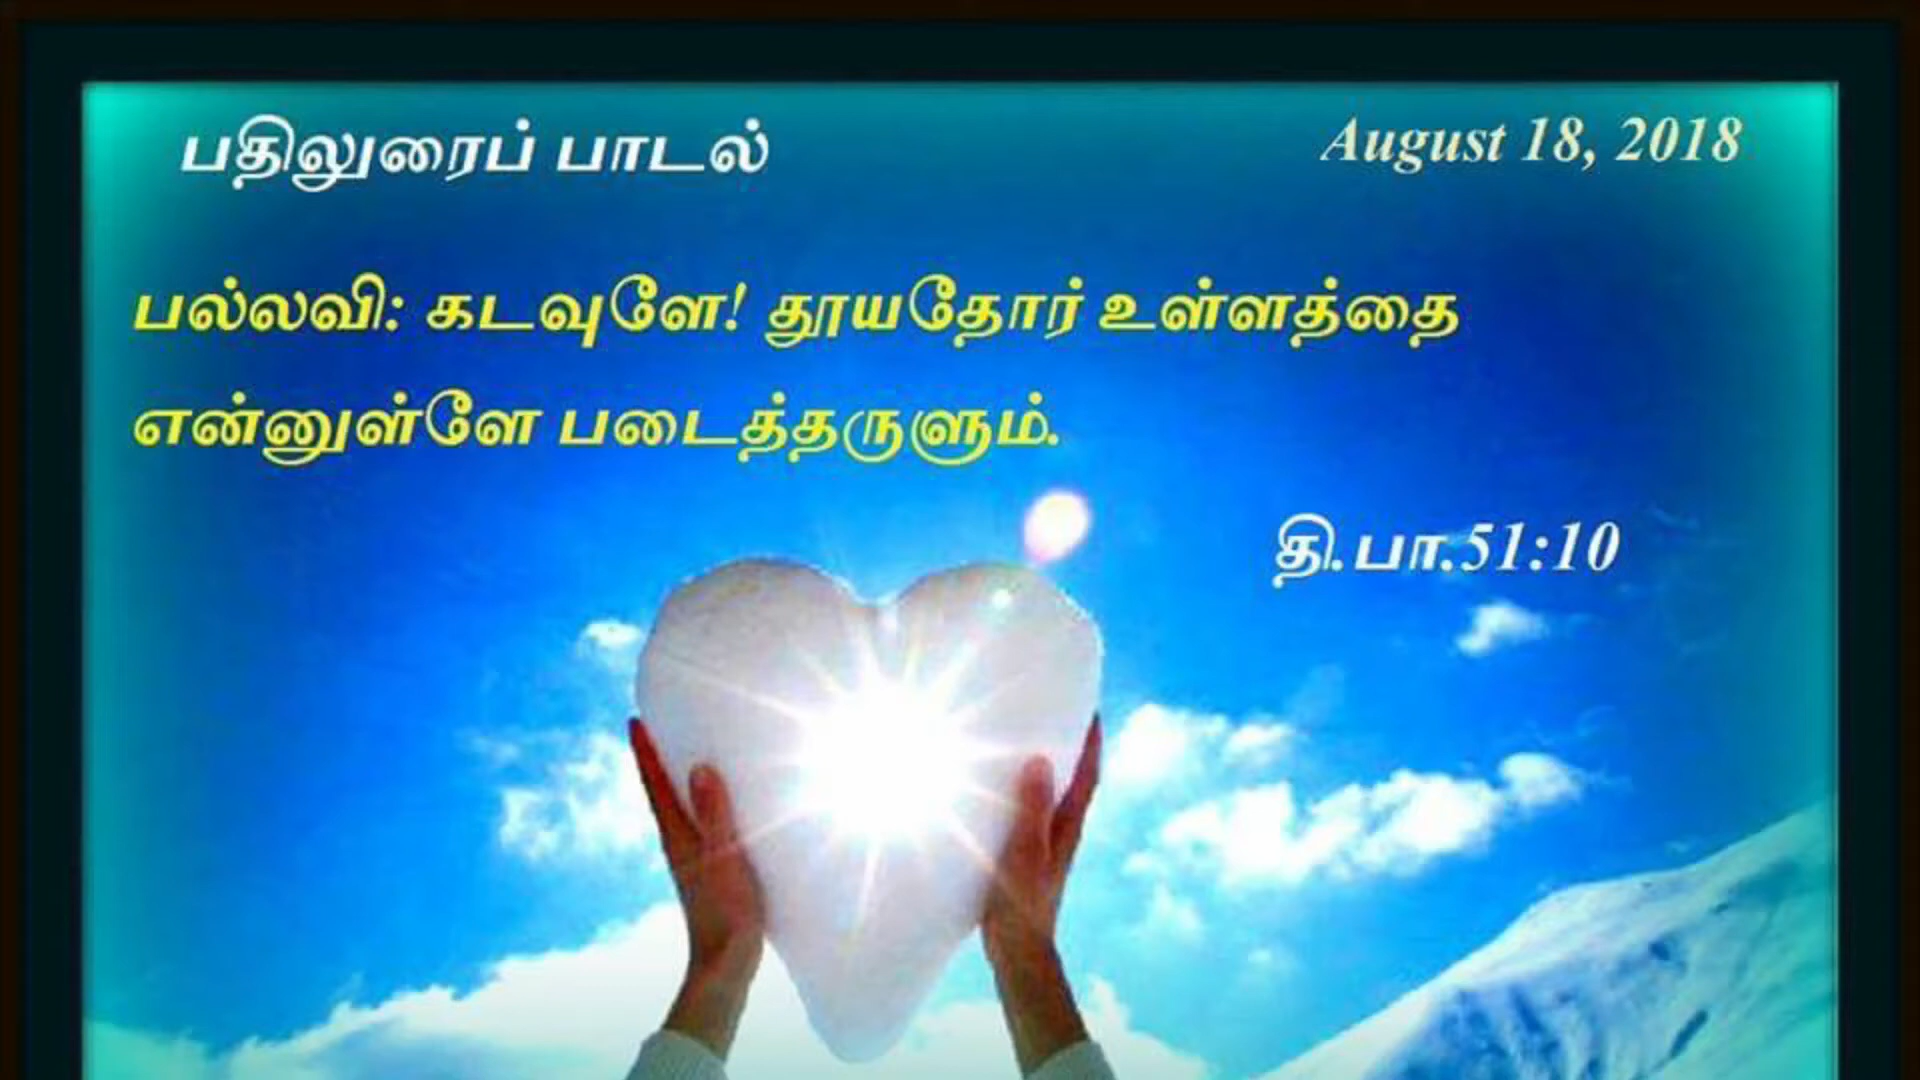 பதிலுரைப் பாடல்
August 18, 2018
பல்லவி: கடவுளே! தூயதோர் உள்ளத்தை
என்னுள்ளே படைத்தருளும்.
தி.பா.51:10